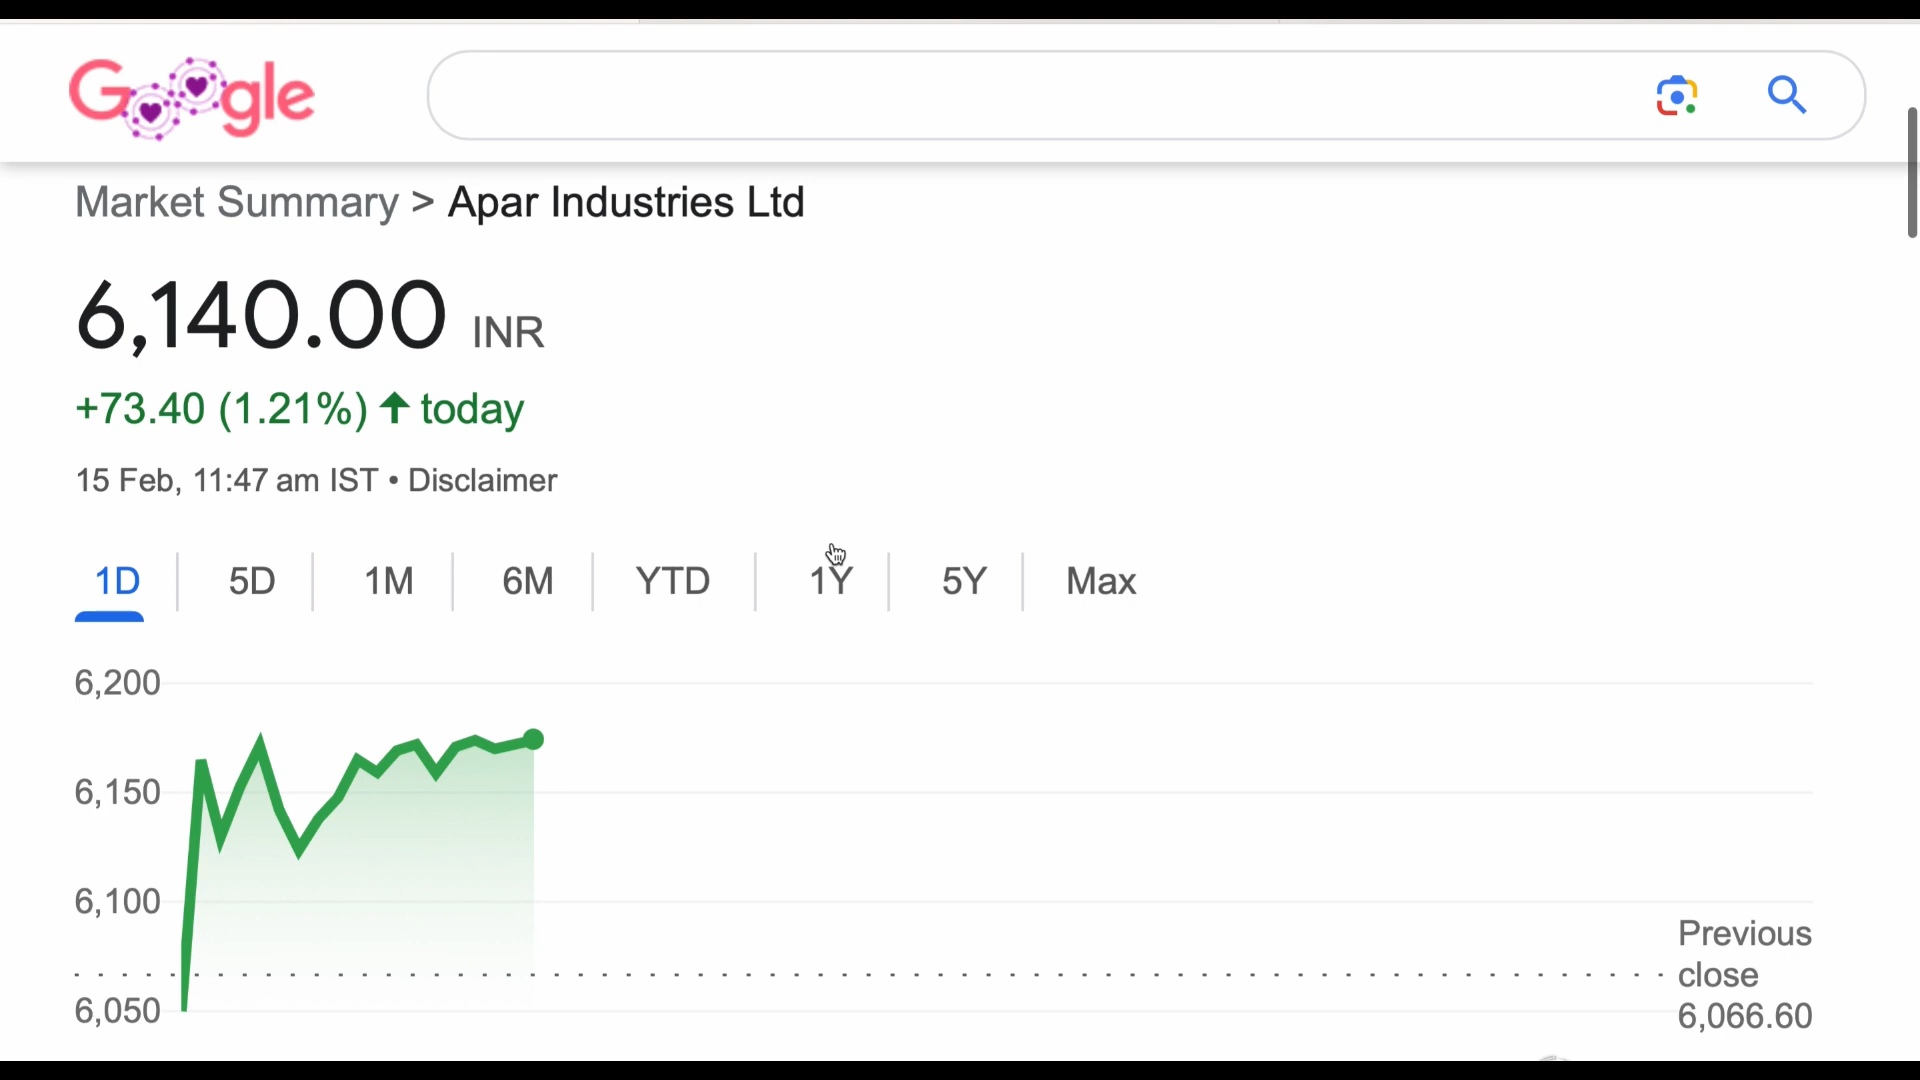 Google
Market Summary > Apar Industries Ltd
6,140.00 INR
+73.40 (1.21%) ↑ today
15 Feb, 11:47 am IST • Disclaimer
1D 5D 1M 6M YTD 1Y 5Y Max
6,200
6,150
6,100
6,050
Previous
close
6,066.60